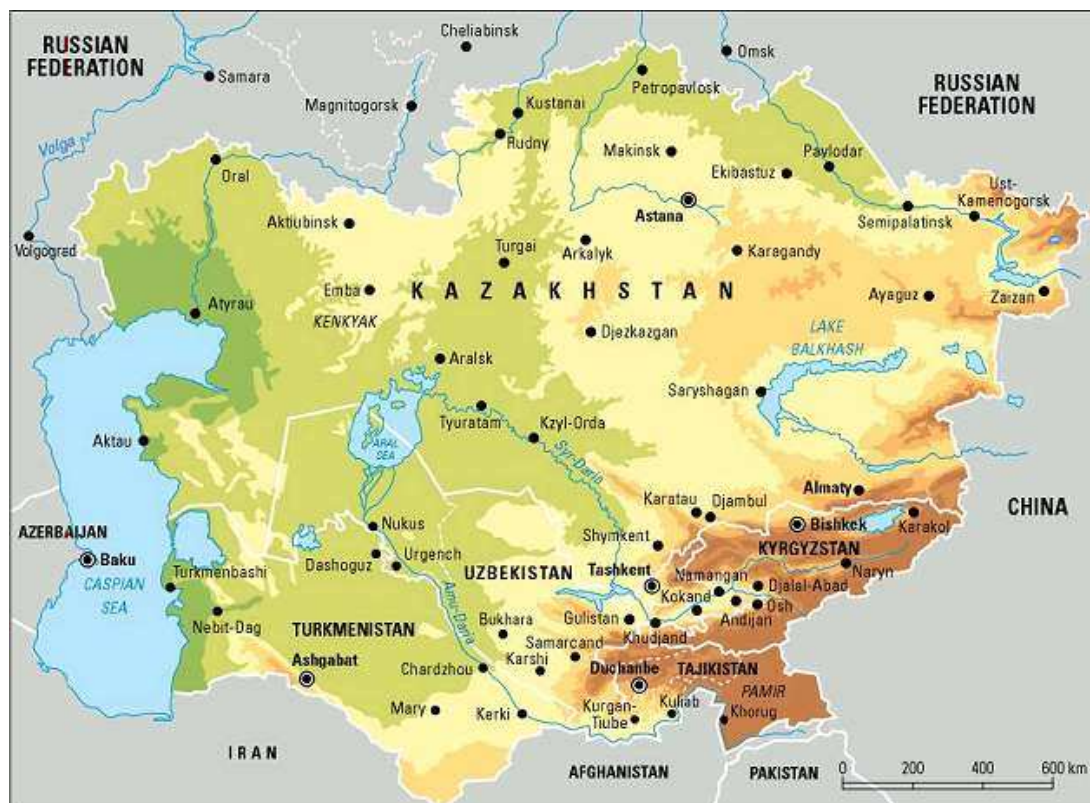 Cheliabinsk
Omsk
RUSSIAN
FEDERATION
Samara
Petropavlosk
RUSSIAN
FEDERATION
Magnitogorsk
Kustanai
Volga
Rudny
Makinsk
Pavlodar
Oral
Ekibastuz
Ust-
Kamenogorsk
Astana
Semipalatinsk
Aktiubinsk
Volgograd
Turgai
Arkalyk
Karagandy
Emba
KAZAKHSTAN
Ayaguz
Zaizan
Atyrau
KENKYAK
Djezkazgan
LAKE
BALKHASH
Aralsk
Saryshagan
Tyuratam
Kzyl-Orda
Aktau
ARAL
SEA
Syr-Daria
Almaty
Karatau
Djambul
CHINA
AZERBAIJAN
Nukus
Bishkek
Karakol
Shymkent
KYRGYZSTAN
Baku
Dashoguz
Urgench
UZBEKISTAN
Tashkent
Namangan
Naryn
CASPIAN
SEA
Turkmenbashi
Kokand
Djalal-Abad
Osh
Nebit-Dag
Amu-Daria
Bukhara
Gulistan
Andijan
TURKMENISTAN
Samarcand
Khudjand
Ashgabat
Chardzhou
Karshi
Duchanbe
TAJIKISTAN
PAMIR
Mary
Kerki
Kurgan-
Tiube
Kuliab
Khorug
IRAN
AFGHANISTAN
PAKISTAN
0 200 400 600 km